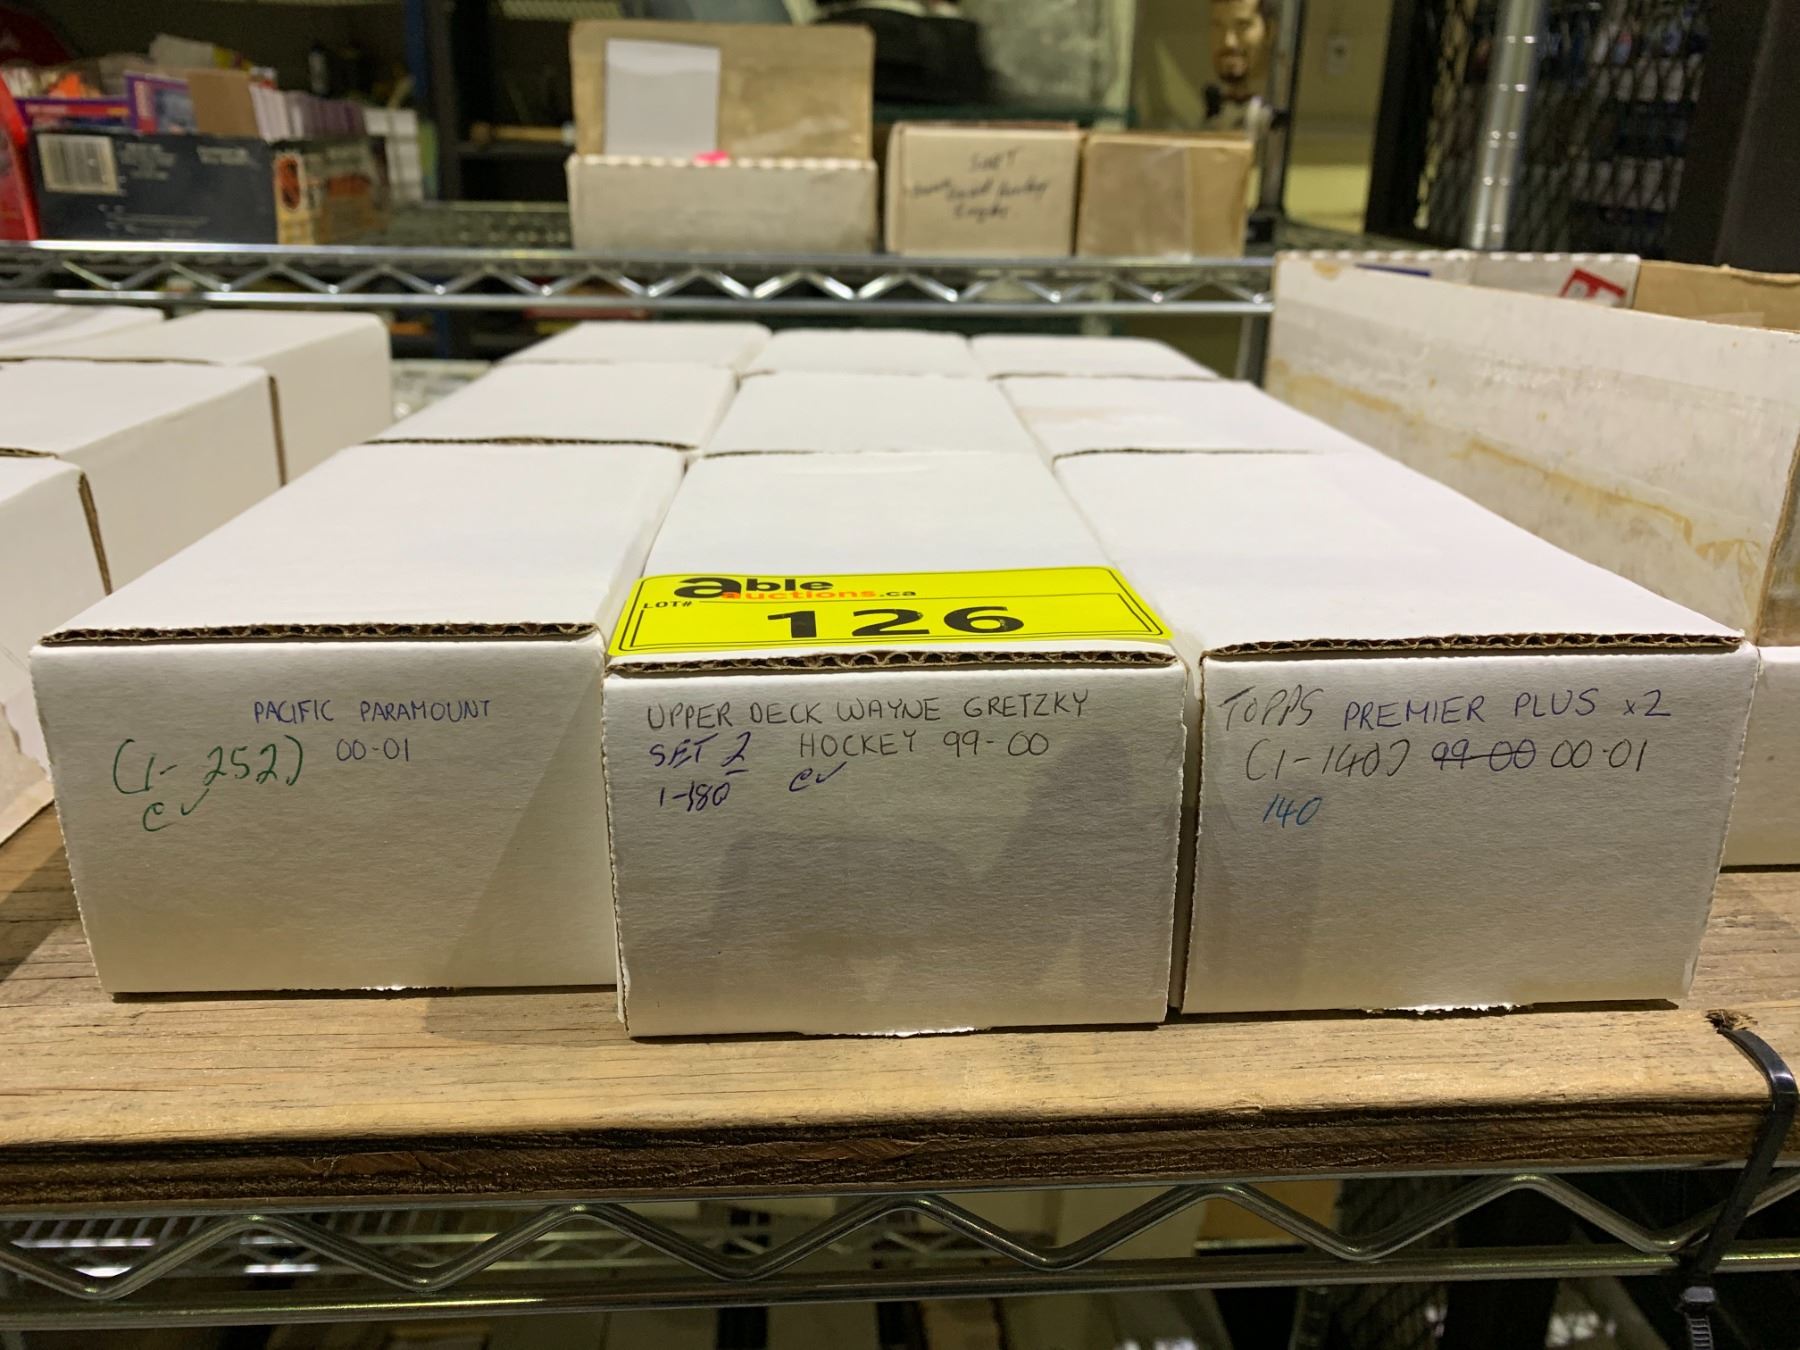 SET
able
auctions.ca
LOT# 126
PACIFIC PARAMOUNT
(1-252) 00-01
C✓
UPPER DECK WAYNE GRETZKY
SET 2 HOCKEY 99-00
1-180 C✓
TOPPS PREMIER PLUS x2
(1-140) 99-00 00-01
140